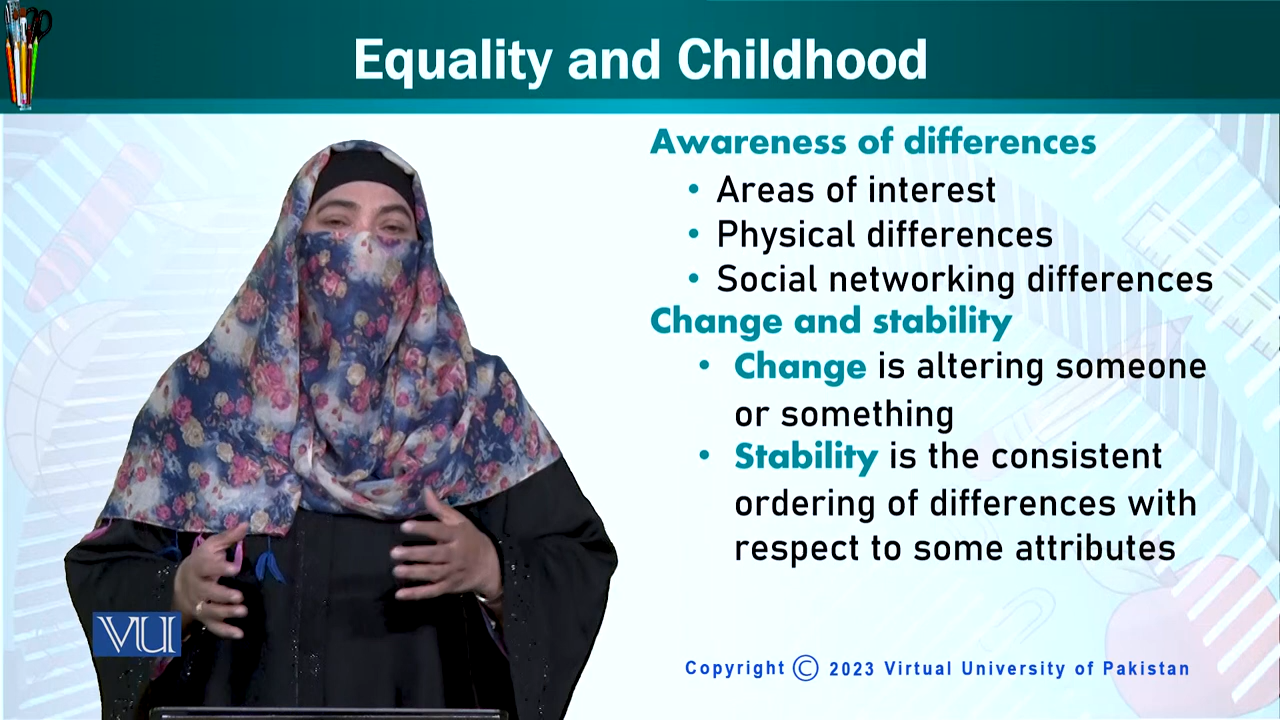 Equality and Childhood
Awareness of differences
• Areas of interest
• Physical differences
• Social networking differences
Change and stability
• Change is altering someone
or something
• Stability is the consistent
ordering of differences with
respect to some attributes
VU
Copyright © 2023 Virtual University of Pakistan